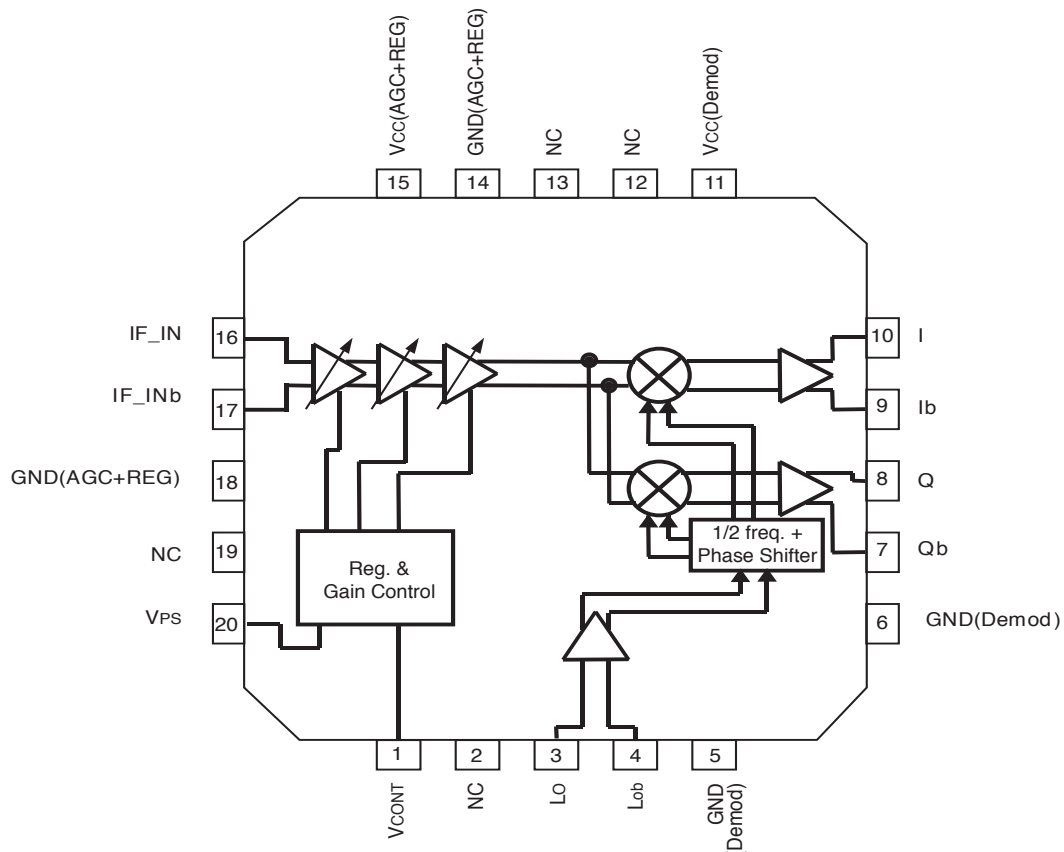 VCC(AGC+REG)
GND(AGC+REG)
NC
NC
VCC(Demod)
15
14
13
12
11
IF_IN
16
10
I
IF_INb
17
9
Ib
GND(AGC+REG)
18
8
Q
1/2 freq. +
Phase Shifter
NC
19
7
Qb
Reg. &
Gain Control
VPS
20
6
GND(Demod)
1
2
3
4
5
VCONT
NC
LO
Lob
GND
Demod)